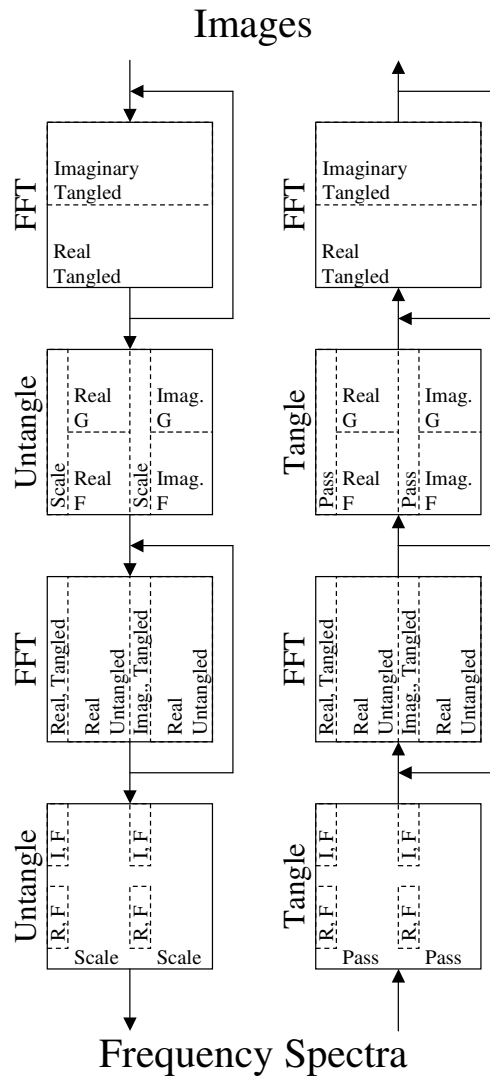 Images
FFT
Imaginary
Tangled
Real
Tangled
Untangle
Scale
Real
G
Real
F
Scale
Imag.
G
Imag.
F
FFT
Real, Tangled
Real
Untangled
Imag., Tangled
Real
Untangled
Untangle
I, F
R, F
I, F
R, F
Scale
Scale
FFT
Imaginary
Tangled
Real
Tangled
Tangle
Pass
Real
G
Real
F
Pass
Imag.
G
Imag.
F
FFT
Real, Tangled
Real
Untangled
Imag., Tangled
Real
Untangled
Tangle
I, F
R, F
I, F
R, F
Pass
Pass
Frequency Spectra